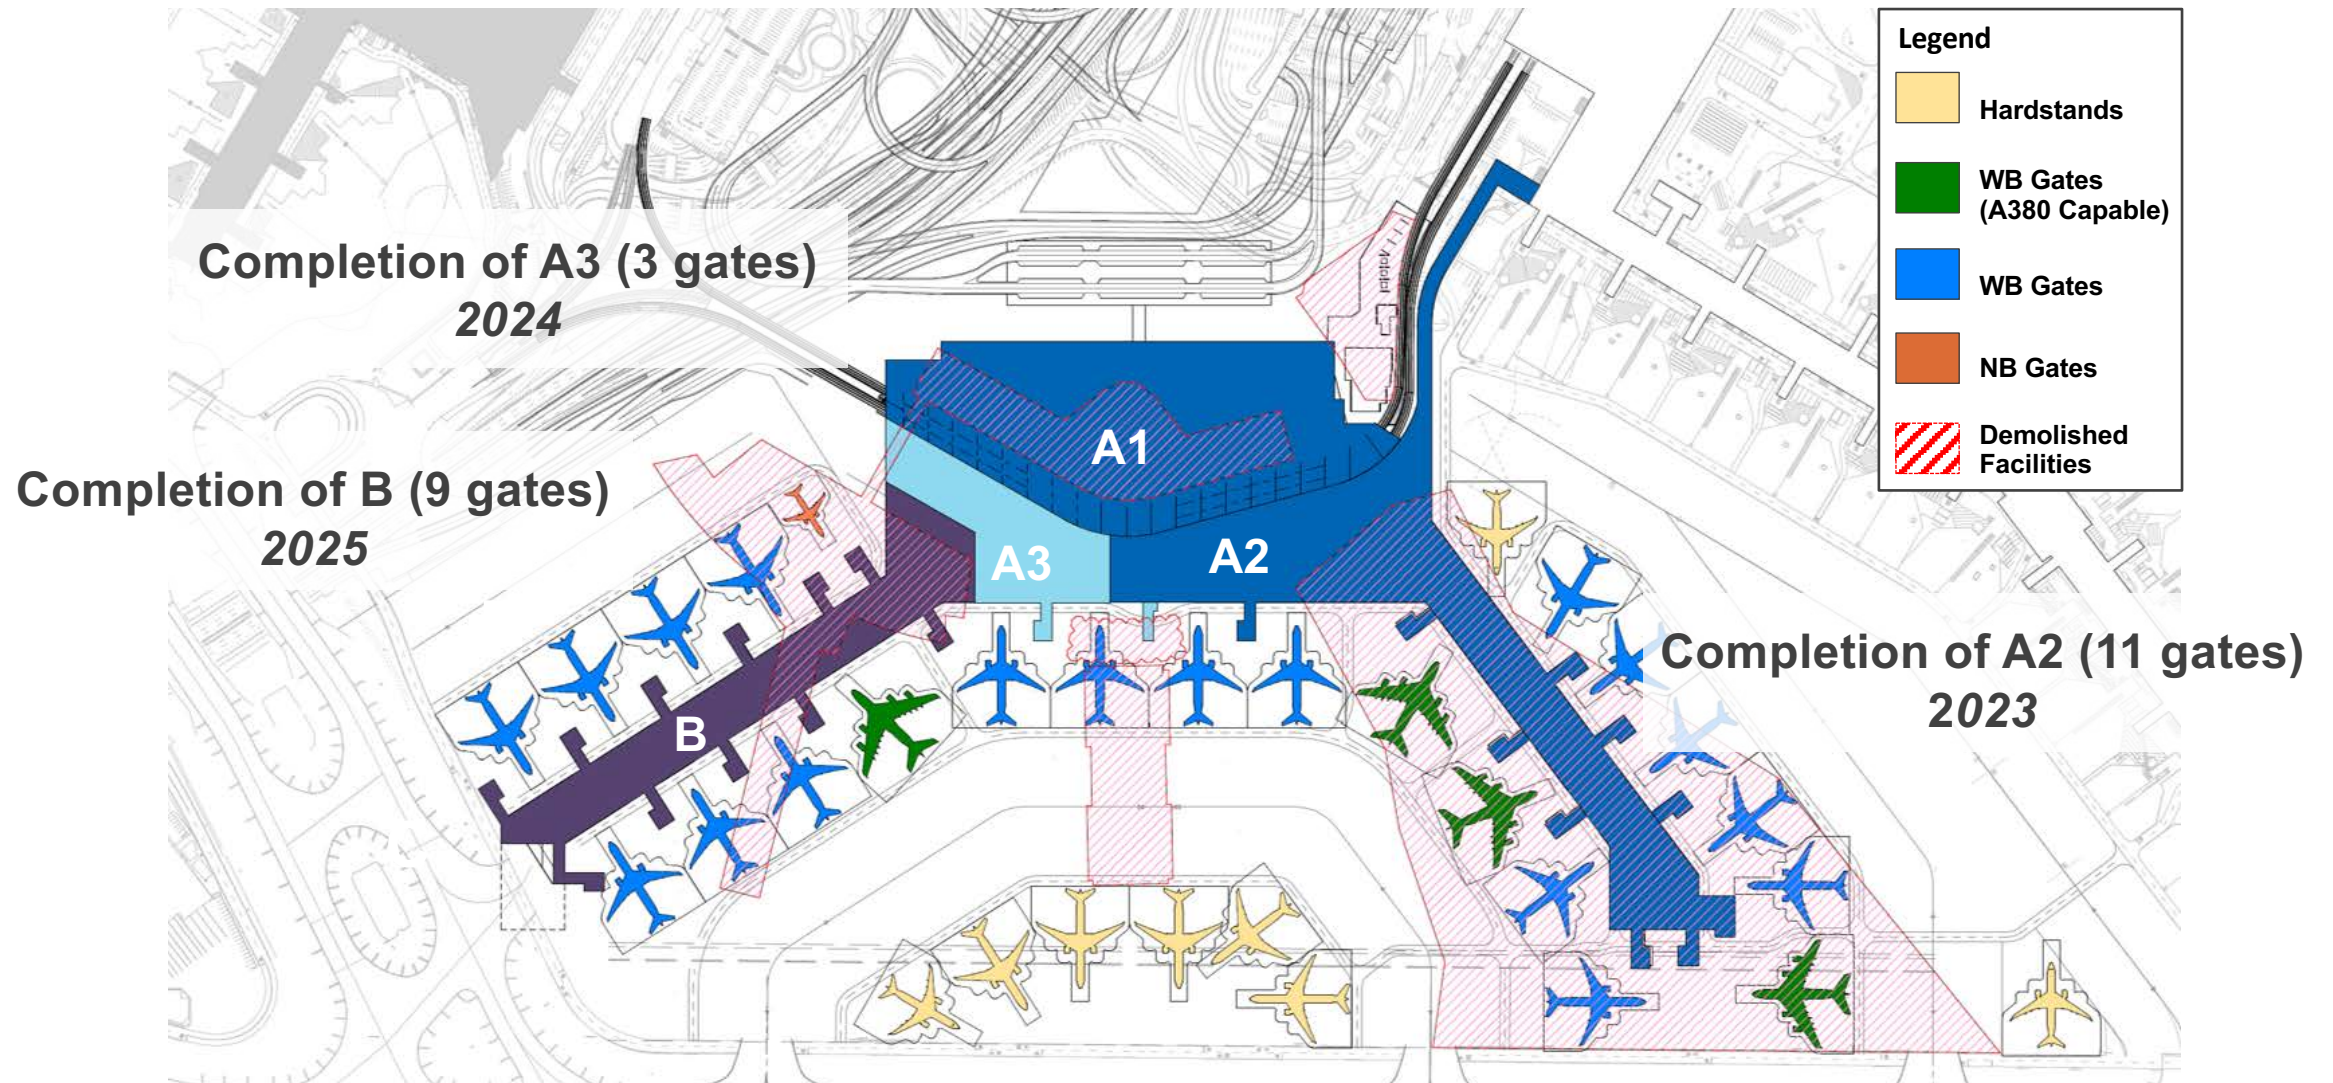 Legend
Hardstands
WB Gates
(A380 Capable)
WB Gates
NB Gates
Demolished
Facilities
Completion of A3 (3 gates)
2024
Completion of B (9 gates)
2025
A1
A3
A2
B
Completion of A2 (11 gates)
2023